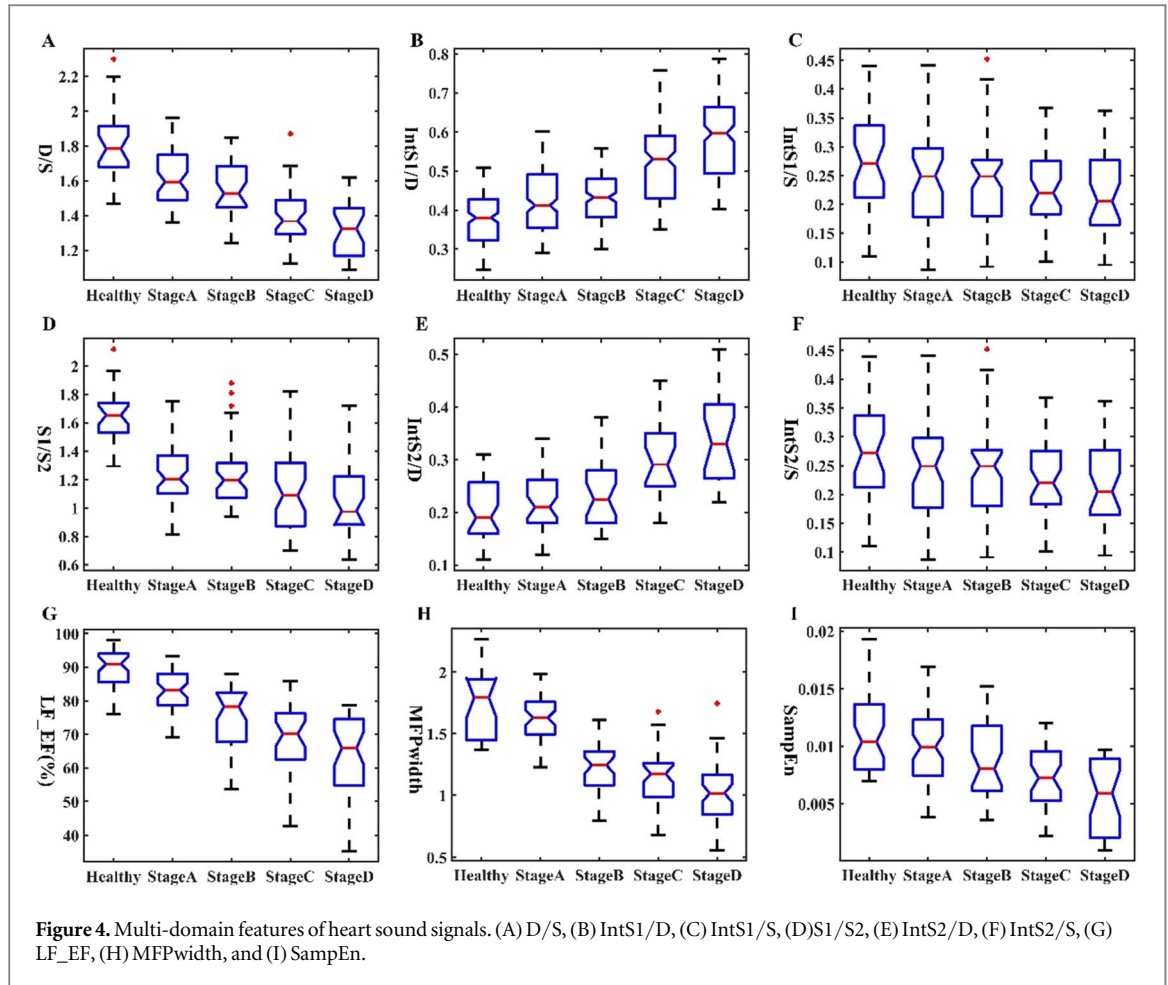 A
D/S
2.2
2
1.8
1.6
1.4
1.2
Healthy StageA StageB StageC StageD
B
IntS1/D
0.8
0.7
0.6
0.5
0.4
0.3
Healthy StageA StageB StageC StageD
C
IntS1/S
0.45
0.4
0.35
0.3
0.25
0.2
0.15
0.1
Healthy StageA StageB StageC StageD
D
S1/S2
2
1.8
1.6
1.4
1.2
1
0.8
0.6
Healthy StageA StageB StageC StageD
E
IntS2/D
0.5
0.4
0.3
0.2
0.1
Healthy StageA StageB StageC StageD
F
IntS2/S
0.45
0.4
0.35
0.3
0.25
0.2
0.15
0.1
Healthy StageA StageB StageC StageD
G
LF_EF(%)
100
90
80
70
60
50
40
Healthy StageA StageB StageC StageD
H
MFPwidth
2
1.5
1
0.5
Healthy StageA StageB StageC StageD
I
SampEn
0.02
0.015
0.01
0.005
Healthy StageA StageB StageC StageD
Figure 4. Multi-domain features of heart sound signals. (A) D/S, (B) IntS1/D, (C) IntS1/S, (D)S1/S2, (E) IntS2/D, (F) IntS2/S, (G)
LF_EF, (H) MFPwidth, and (I) SampEn.